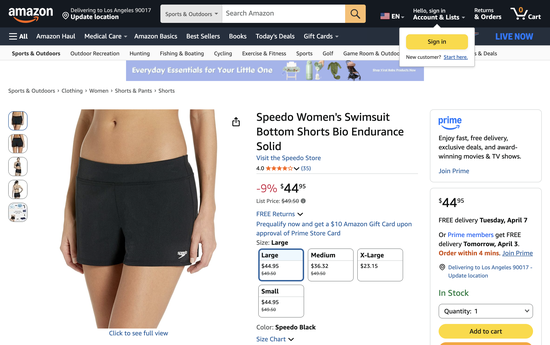 amazon
Delivering to Los Angeles 90017
Update location
Sports & Outdoors
Search Amazon
EN
Hello, sign in
Account & Lists
Returns
& Orders
0
Cart
All
Amazon Haul
Medical Care
Amazon Basics
Best Sellers
Books
Today's Deals
Gift Cards
LIVE NOW
Sign in
New customer? Start here.
Sports & Outdoors
Outdoor Recreation
Hunting
Fishing & Boating
Cycling
Exercise & Fitness
Sports
Golf
Game Room & Outdoor
s & Deals
Everyday Essentials for Your Little One
Sports & Outdoors › Clothing › Women › Shorts & Pants › Shorts
Speedo Women's Swimsuit
Bottom Shorts Bio Endurance
Solid
Visit the Speedo Store
4.0
(35)
-9% $44.95
List Price: $49.50
FREE Returns
Prequalify now and get a $10 Amazon Gift Card upon
approval of Prime Store Card
Size: Large
Large
$44.95
$49.50
Medium
$36.32
$49.50
X-Large
$23.15
Small
$44.95
$49.50
Color: Speedo Black
Size Chart
speedo
Click to see full view
prime
Enjoy fast, free delivery,
exclusive deals, and award-
winning movies & TV shows.
Join Prime
$44.95
FREE delivery Tuesday, April 7
Or Prime members get FREE
delivery Tomorrow, April 3.
Order within 4 mins. Join Prime
Delivering to Los Angeles 90017 -
Update location
In Stock
Quantity: 1
Add to cart